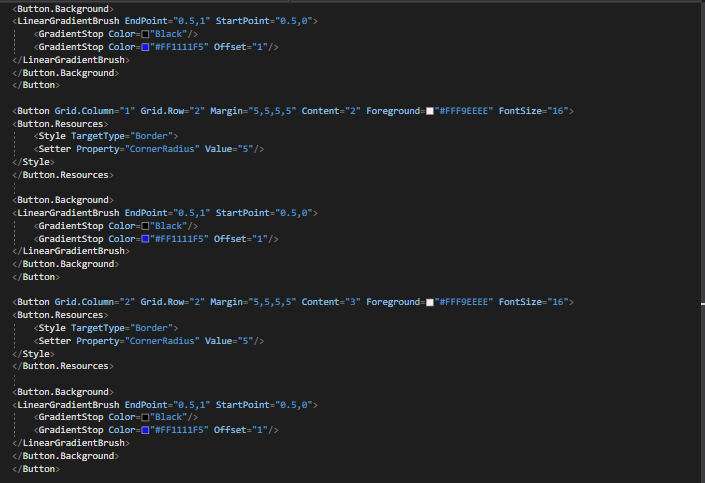 <Button.Background>
<LinearGradientBrush EndPoint="0.5,1" StartPoint="0.5,0">
<GradientStop Color="Black"/>
<GradientStop Color="#FF1111F5" Offset="1"/>
</LinearGradientBrush>
</Button.Background>
</Button>
<Button Grid.Column="1" Grid.Row="2" Margin="5,5,5,5" Content="2" Foreground="#FFF9EEEE" FontSize="16">
<Button.Resources>
<Style TargetType="Border">
<Setter Property="CornerRadius" Value="5"/>
</Style>
</Button.Resources>
<Button.Background>
<LinearGradientBrush EndPoint="0.5,1" StartPoint="0.5,0">
<GradientStop Color="Black"/>
<GradientStop Color="#FF1111F5" Offset="1"/>
</LinearGradientBrush>
</Button.Background>
</Button>
<Button Grid.Column="2" Grid.Row="2" Margin="5,5,5,5" Content="3" Foreground="#FFF9EEEE" FontSize="16">
<Button.Resources>
<Style TargetType="Border">
<Setter Property="CornerRadius" Value="5"/>
</Style>
</Button.Resources>
<Button.Background>
<LinearGradientBrush EndPoint="0.5,1" StartPoint="0.5,0">
<GradientStop Color="Black"/>
<GradientStop Color="#FF1111F5" Offset="1"/>
</LinearGradientBrush>
</Button.Background>
</Button>